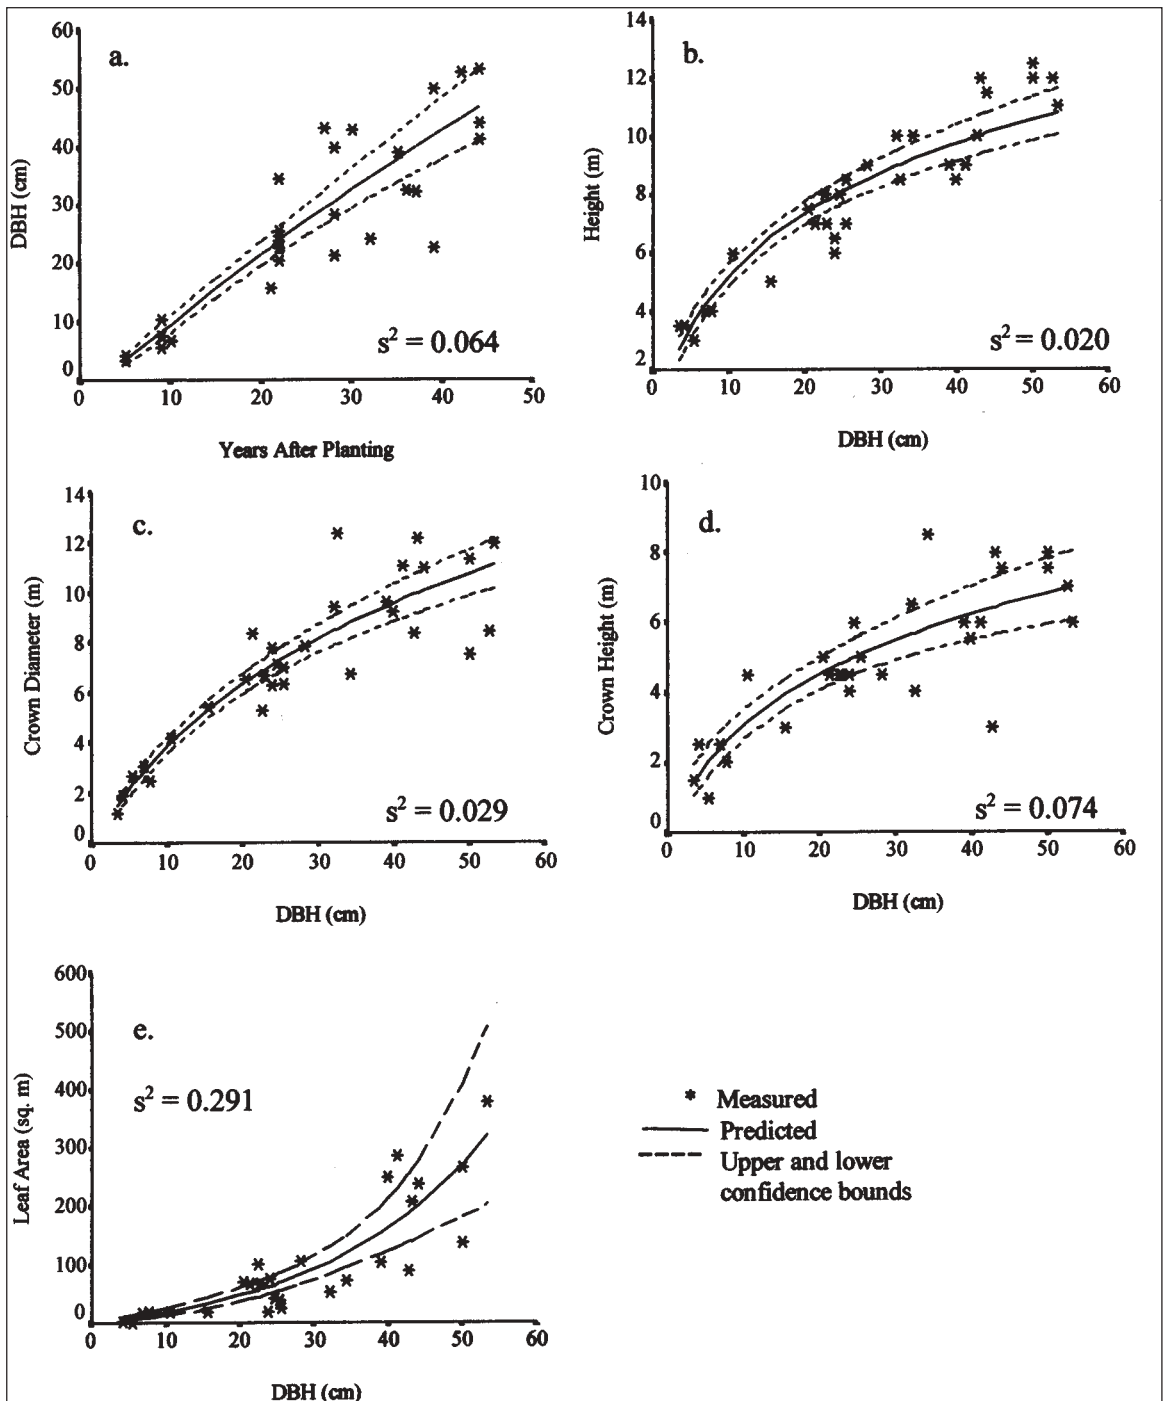 a.
60
50
40
30
20
10
0
DBH (cm)
s² = 0.064
0 10 20 30 40 50
Years After Planting
b.
14
12
10
8
6
4
2
Height (m)
s² = 0.020
0 10 20 30 40 50 60
DBH (cm)
c.
14
12
10
8
6
4
2
0
Crown Diameter (m)
s² = 0.029
0 10 20 30 40 50 60
DBH (cm)
d.
10
8
6
4
2
0
Crown Height (m)
s² = 0.074
0 10 20 30 40 50 60
DBH (cm)
e.
600
500
400
300
200
100
0
Leaf Area (sq. m)
s² = 0.291
0 10 20 30 40 50 60
DBH (cm)
* Measured
Predicted
Upper and lower
confidence bounds